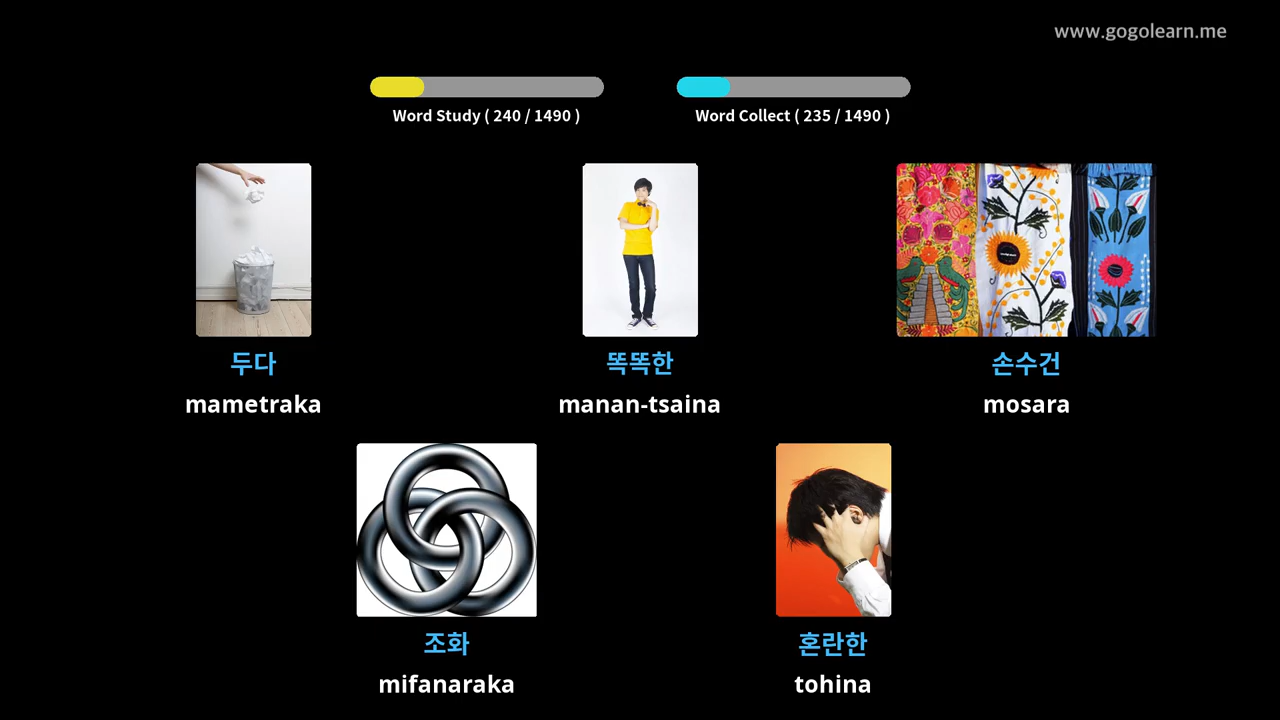 www.gogolearn.me
Word Study ( 240 / 1490 )
Word Collect ( 235 / 1490 )
두다
mametraka
똑똑한
manan-tsaina
손수건
mosara
조화
mifanaraka
혼란한
tohina